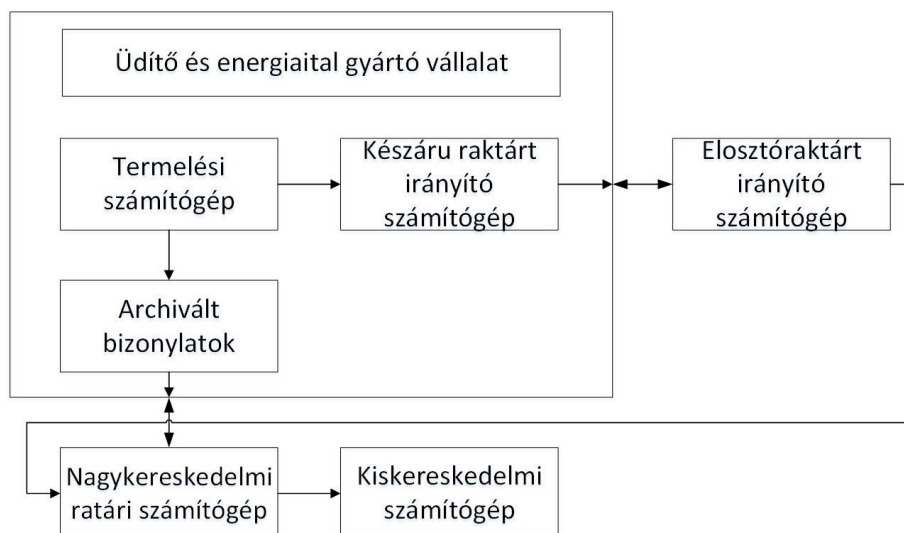 Üdítő és energiaital gyártó vállalat
Termelési
számítógép
Készáru raktárt
irányító
számítógép
Elosztóraktárt
irányító
számítógép
Archivált
bizonylatok
Nagykereskedelmi
ratári számítógép
Kiskereskedelmi
számítógép